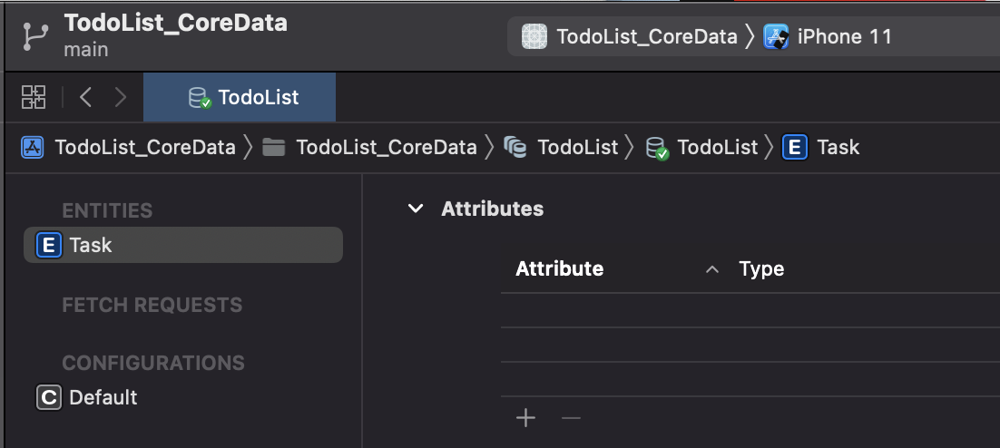 TodoList_CoreData
main
TodoList_CoreData 〉 iPhone 11
TodoList
TodoList_CoreData 〉 TodoList_CoreData 〉 TodoList 〉 TodoList 〉 E Task
ENTITIES
E Task
FETCH REQUESTS
CONFIGURATIONS
C Default
Attributes
Attribute Type